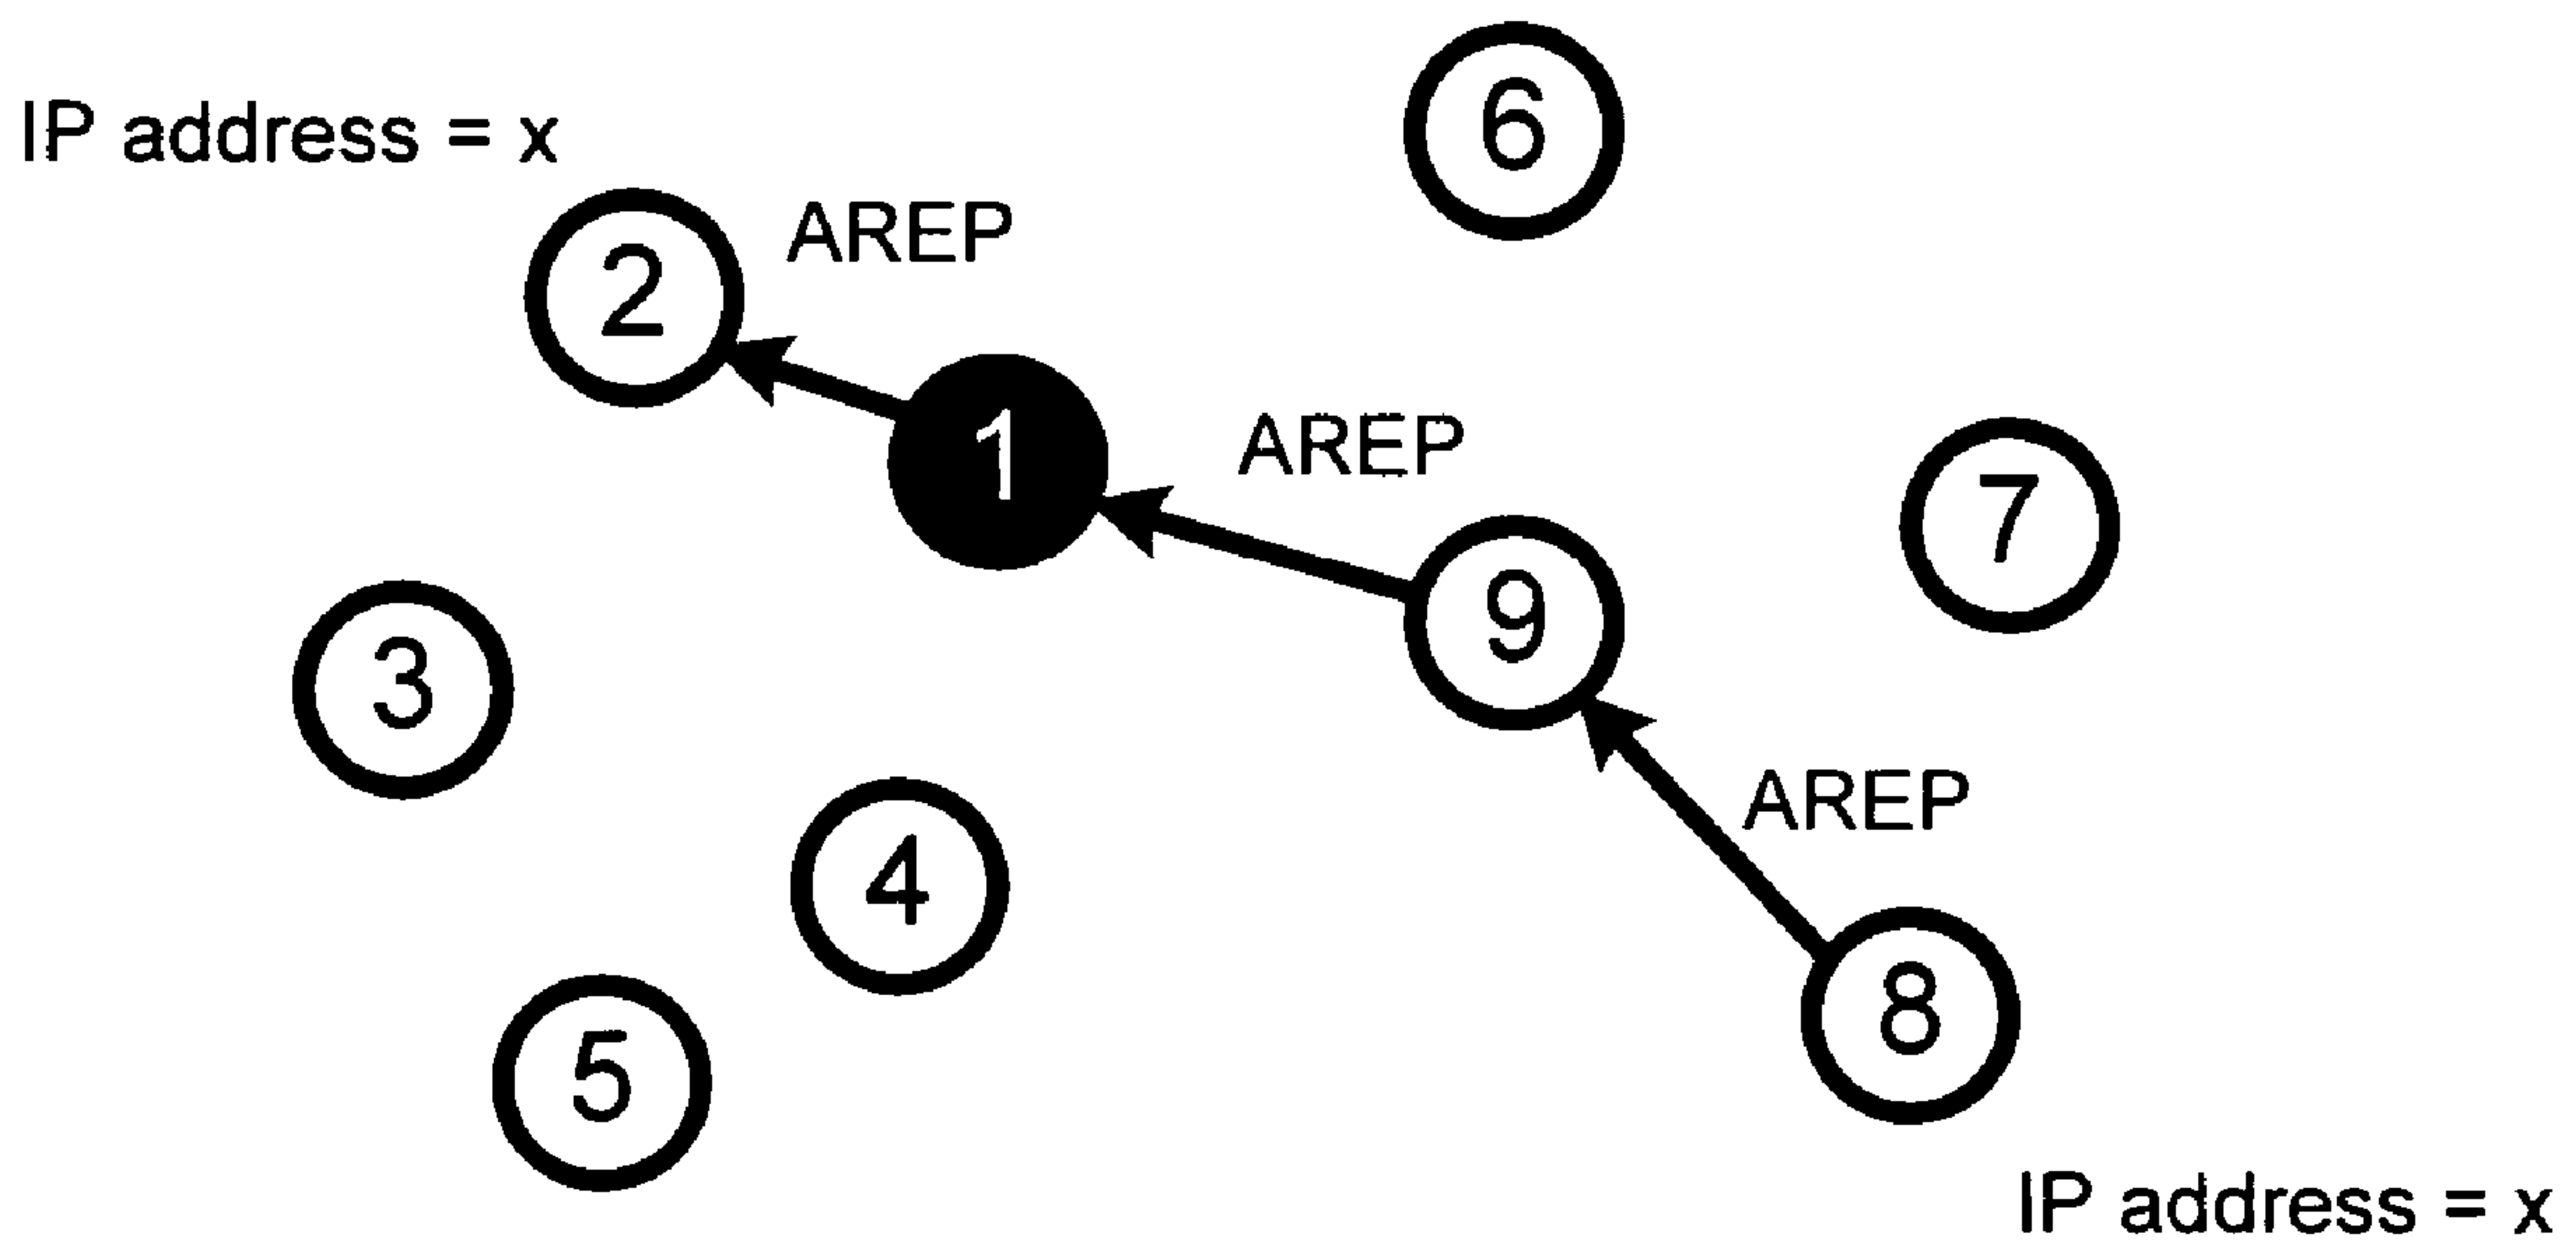 6
IP address = x
AREP
2
1
AREP
7
9
3
AREP
4
8
5
IP address = x